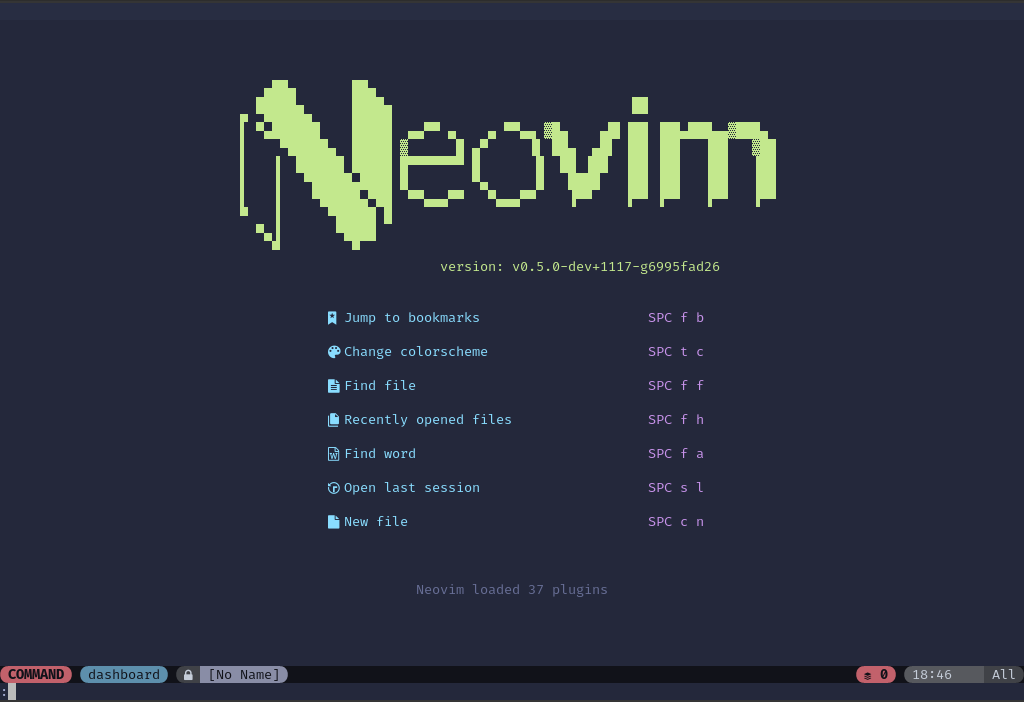 Neovim
version: v0.5.0-dev+1117-g6995fad26
Jump to bookmarks SPC f b
Change colorscheme SPC t c
Find file SPC f f
Recently opened files SPC f h
Find word SPC f a
Open last session SPC s l
New file SPC c n
Neovim loaded 37 plugins
COMMAND dashboard [No Name] 0 18:46 All
: